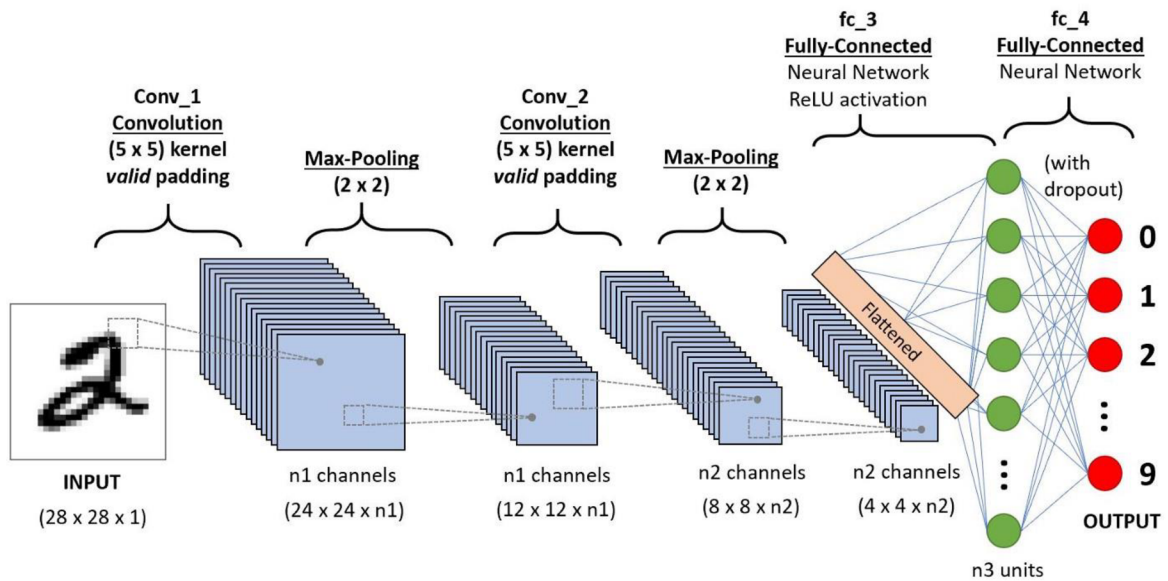 fc_3
Fully-Connected
Neural Network
ReLU activation
fc_4
Fully-Connected
Neural Network
Conv_1
Convolution
(5 x 5) kernel
valid padding
Max-Pooling
(2 x 2)
Conv_2
Convolution
(5 x 5) kernel
valid padding
Max-Pooling
(2 x 2)
(with
dropout)
Flattened
0
1
2
9
INPUT
(28 x 28 x 1)
n1 channels
(24 x 24 x n1)
n1 channels
(12 x 12 x n1)
n2 channels
(8 x 8 x n2)
n2 channels
(4 x 4 x n2)
OUTPUT
n3 units